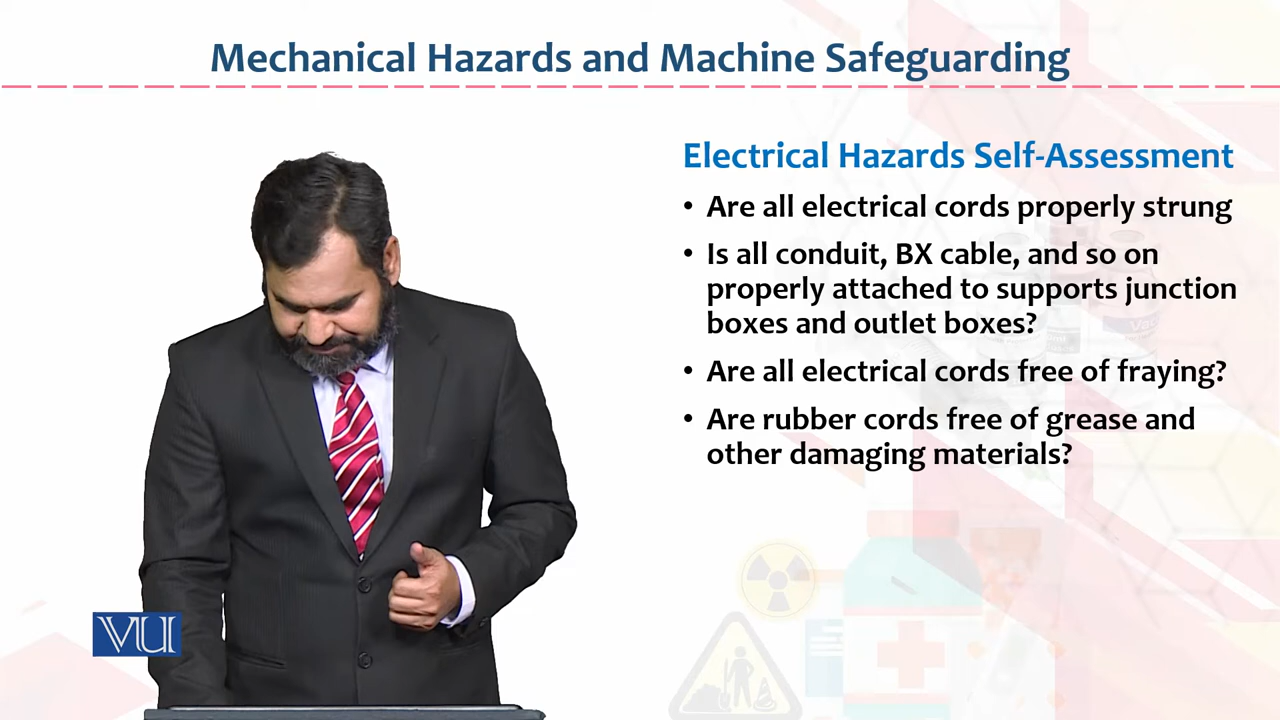 Mechanical Hazards and Machine Safeguarding
Electrical Hazards Self-Assessment
• Are all electrical cords properly strung
• Is all conduit, BX cable, and so on
properly attached to supports junction
boxes and outlet boxes?
• Are all electrical cords free of fraying?
• Are rubber cords free of grease and
other damaging materials?
VU